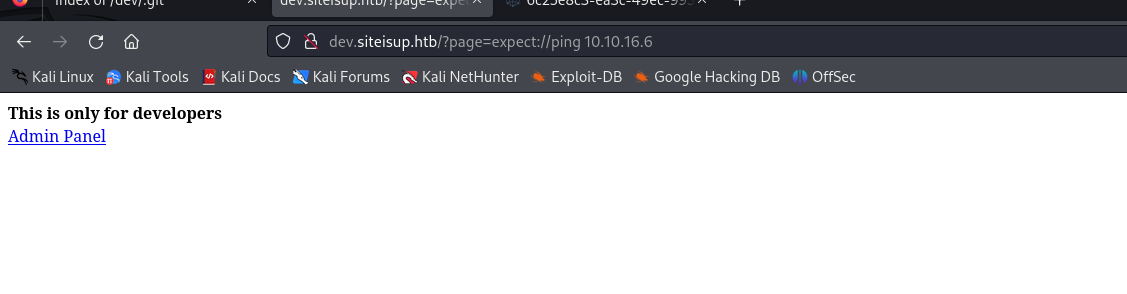 Index of /dev/.git
dev.siteisup.htb/?page=expec
dev.siteisup.htb/?page=expect://ping 10.10.16.6
Kali Linux Kali Tools Kali Docs Kali Forums Kali NetHunter Exploit-DB Google Hacking DB OffSec
This is only for developers
Admin Panel